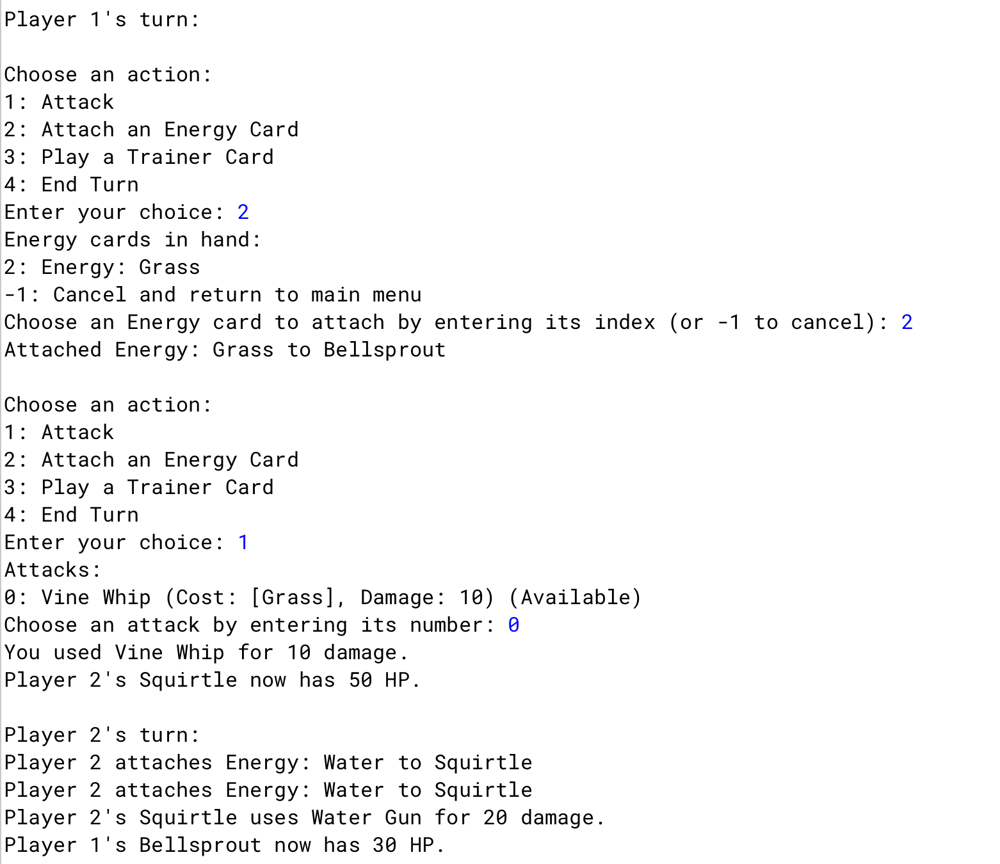 Player 1's turn:
Choose an action:
1: Attack
2: Attach an Energy Card
3: Play a Trainer Card
4: End Turn
Enter your choice: 2
Energy cards in hand:
2: Energy: Grass
-1: Cancel and return to main menu
Choose an Energy card to attach by entering its index (or -1 to cancel): 2
Attached Energy: Grass to Bellsprout
Choose an action:
1: Attack
2: Attach an Energy Card
3: Play a Trainer Card
4: End Turn
Enter your choice: 1
Attacks:
0: Vine Whip (Cost: [Grass], Damage: 10) (Available)
Choose an attack by entering its number: 0
You used Vine Whip for 10 damage.
Player 2's Squirtle now has 50 HP.
Player 2's turn:
Player 2 attaches Energy: Water to Squirtle
Player 2 attaches Energy: Water to Squirtle
Player 2's Squirtle uses Water Gun for 20 damage.
Player 1's Bellsprout now has 30 HP.